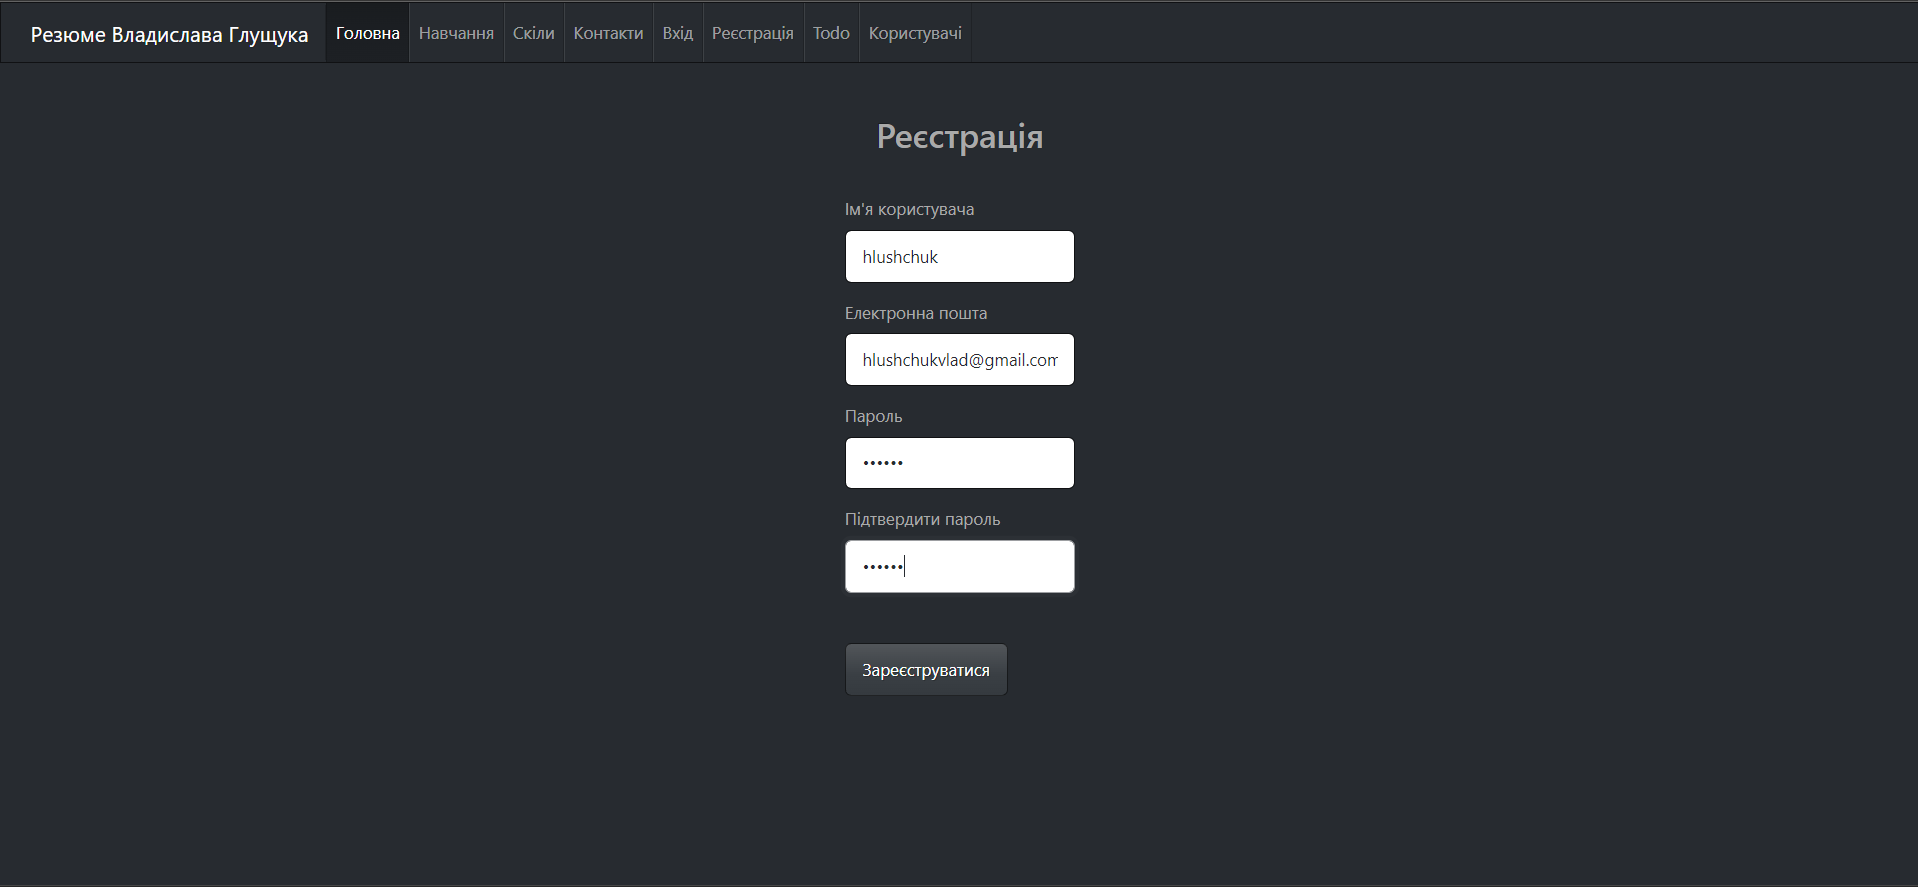 Резюме Владислава Глущука Головна Навчання Скіли Контакти Вхід Реєстрація Todo Користувачі
Реєстрація
Ім'я користувача
hlushchuk
Електронна пошта
hlushchukvlad@gmail.com
Пароль
••••••
Підтвердити пароль
••••••
Зареєструватися